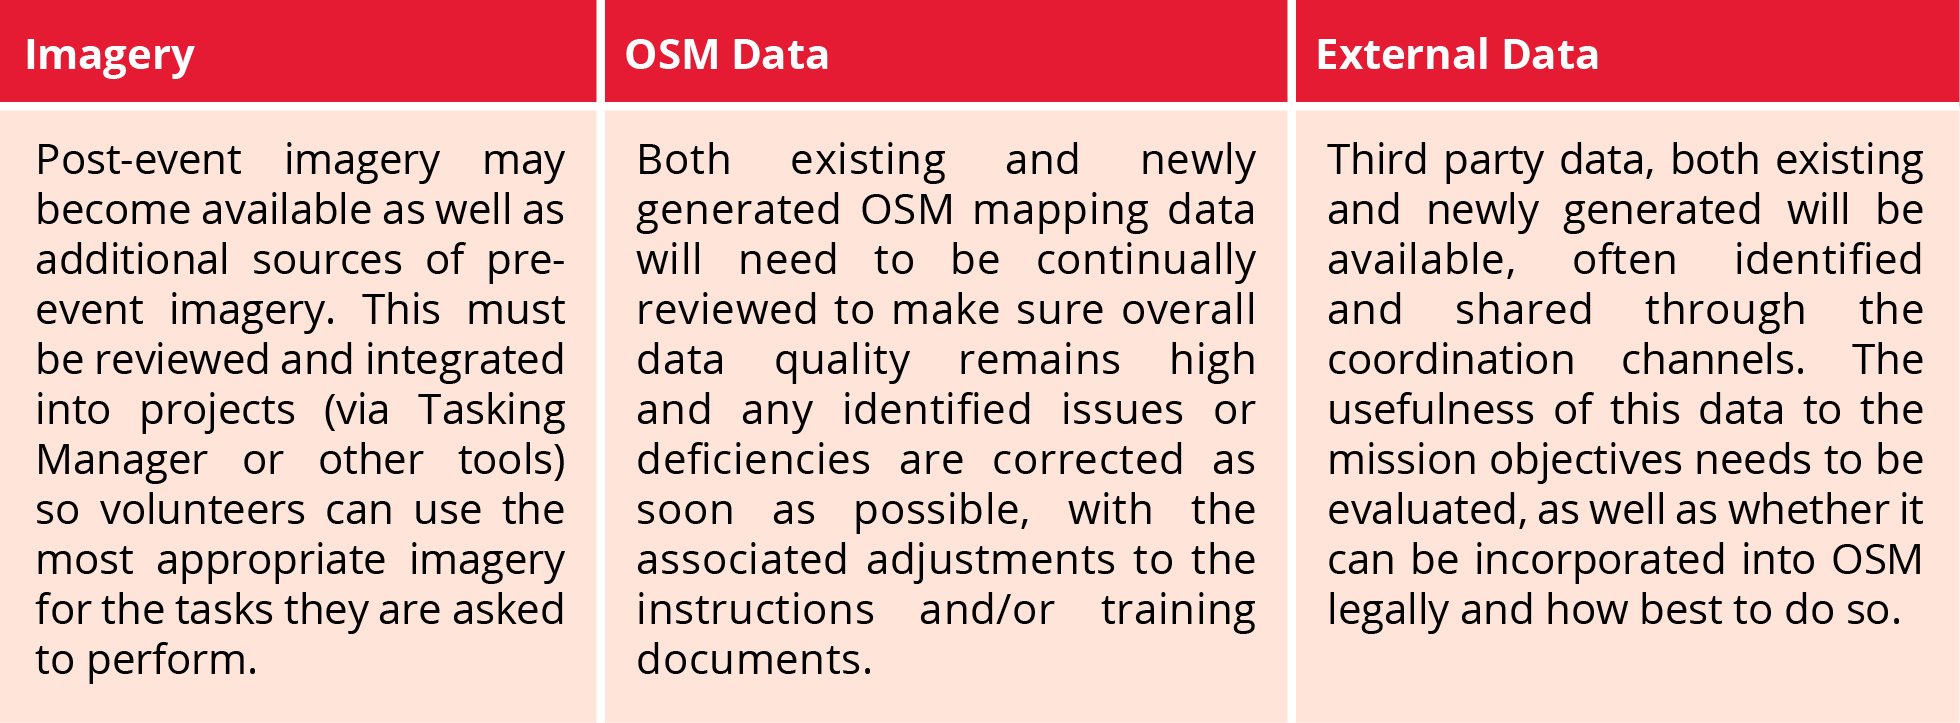 Imagery
Post-event imagery may
become available as well as
additional sources of pre-
event imagery. This must
be reviewed and integrated
into projects (via Tasking
Manager or other tools)
so volunteers can use the
most appropriate imagery
for the tasks they are asked
to perform.
OSM Data
Both existing and newly
generated OSM mapping data
will need to be continually
reviewed to make sure overall
data quality remains high
and any identified issues or
deficiencies are corrected as
soon as possible, with the
associated adjustments to the
instructions and/or training
documents.
External Data
Third party data, both existing
and newly generated will be
available, often identified
and shared through the
coordination channels. The
usefulness of this data to the
mission objectives needs to be
evaluated, as well as whether it
can be incorporated into OSM
legally and how best to do so.